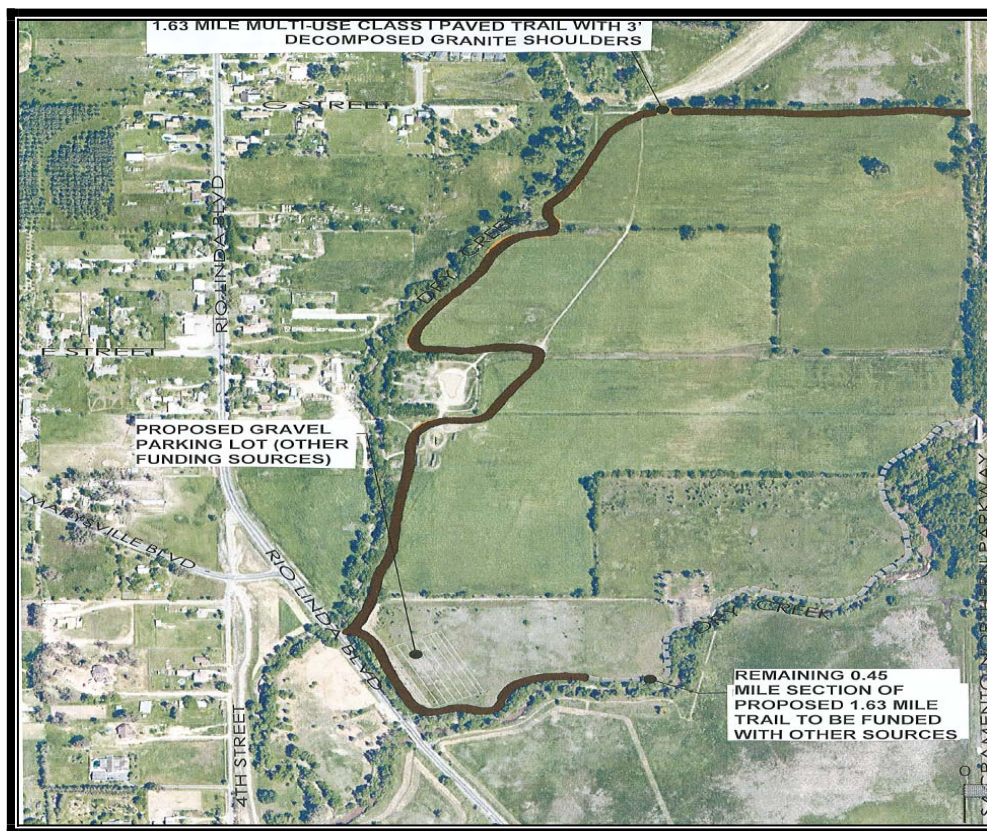 1.63 MILE MULTI-USE CLASS I PAVED TRAIL WITH 3'
DECOMPOSED GRANITE SHOULDERS
G STREET
RIO LINDA BLVD
DRY CREEK
E STREET
PROPOSED GRAVEL
PARKING LOT (OTHER
FUNDING SOURCES)
MARYSVILLE BLVD
RIO LINDA BLVD
DRY CREEK
4TH STREET
REMAINING 0.45
MILE SECTION OF
PROPOSED 1.63 MILE
TRAIL TO BE FUNDED
WITH OTHER SOURCES
SACRAMENTO NORTHERN PARKWAY
0